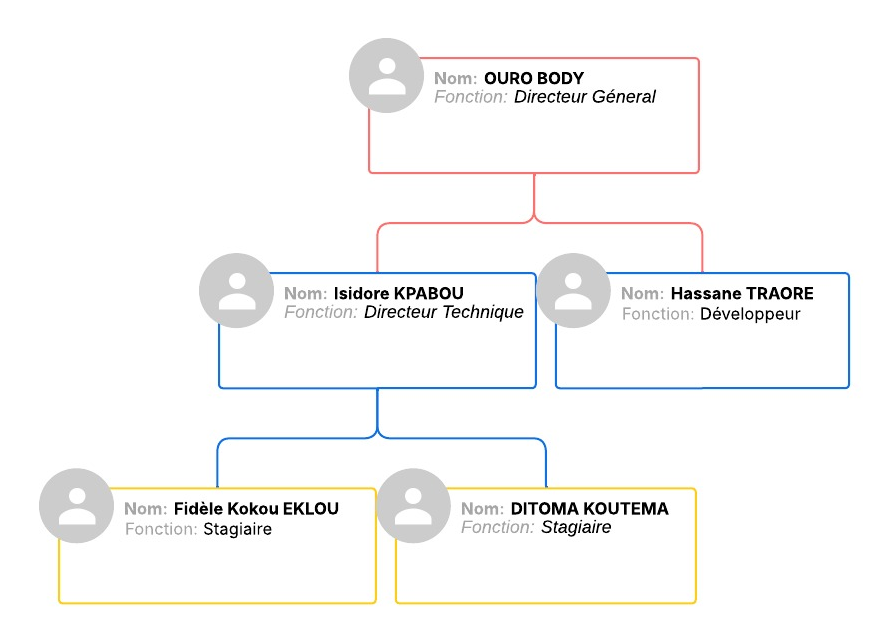 Nom: OURO BODY
Fonction: Directeur Géneral
Nom: Isidore KPABOU
Fonction: Directeur Technique
Nom: Hassane TRAORE
Fonction: Développeur
Nom: Fidèle Kokou EKLOU
Fonction: Stagiaire
Nom: DITOMA KOUTEMA
Fonction: Stagiaire